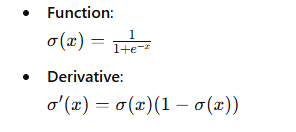 • Function:
σ(x) = 1/(1+e^{-x})
• Derivative:
σ′(x) = σ(x)(1 − σ(x))